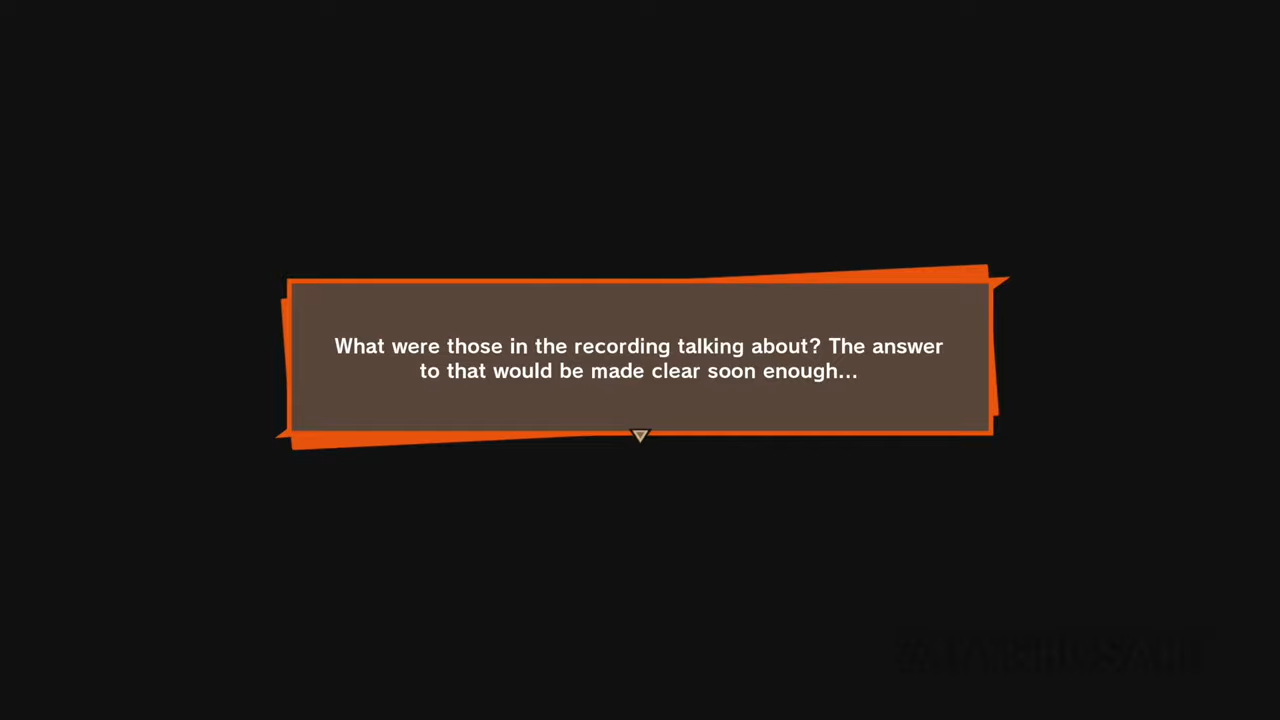 What were those in the recording talking about? The answer
to that would be made clear soon enough...